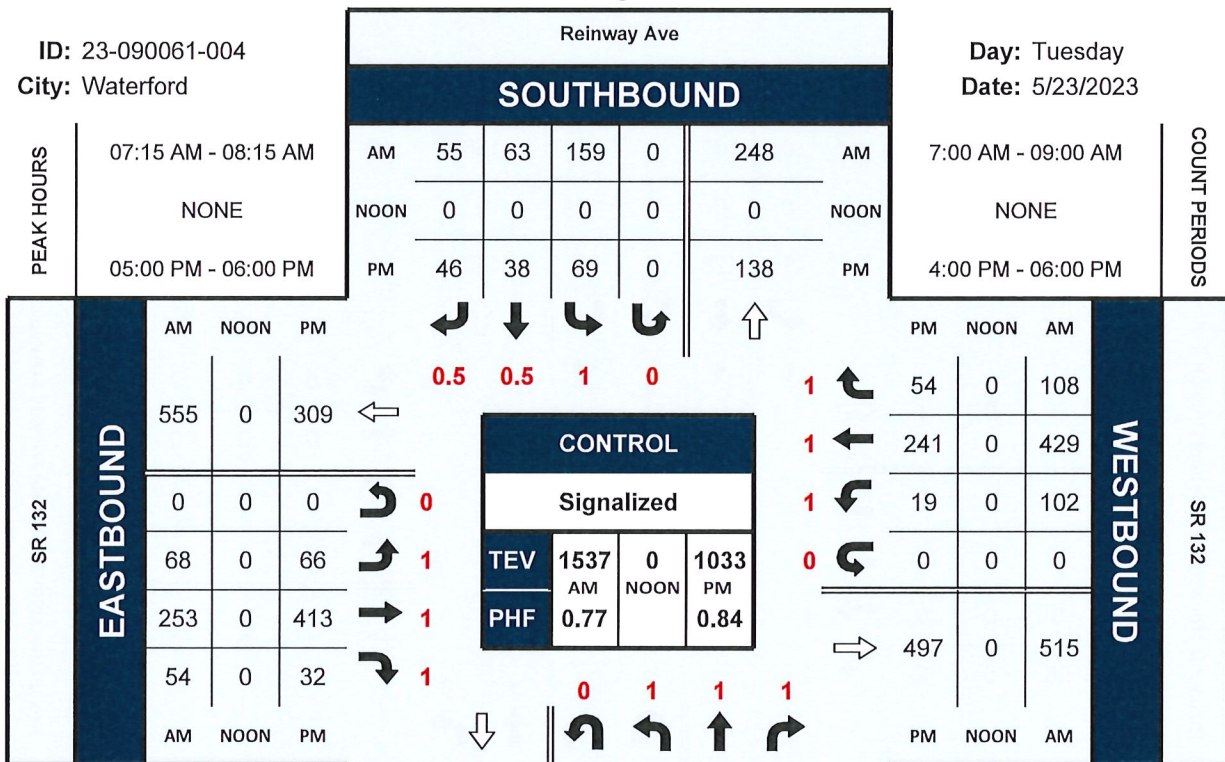 Reinway Ave
ID: 23-090061-004
City: Waterford
Day: Tuesday
Date: 5/23/2023
SOUTHBOUND
PEAK HOURS
07:15 AM - 08:15 AM
NONE
05:00 PM - 06:00 PM
AM 55 63 159 0 248 AM
NOON 0 0 0 0 0 NOON
PM 46 38 69 0 138 PM
7:00 AM - 09:00 AM
NONE
4:00 PM - 06:00 PM
COUNT PERIODS
0.5 0.5 1 0
SR 132
EASTBOUND
AM NOON PM
555 0 309
0 0 0 0
68 0 66 1
253 0 413 1
54 0 32 1
AM NOON PM
CONTROL
Signalized
TEV 1537 0 1033
AM NOON PM
PHF 0.77 0.84
PM NOON AM
1 54 0 108
1 241 0 429
1 19 0 102
0 0 0 0
497 0 515
PM NOON AM
WESTBOUND
SR 132
0 1 1 1